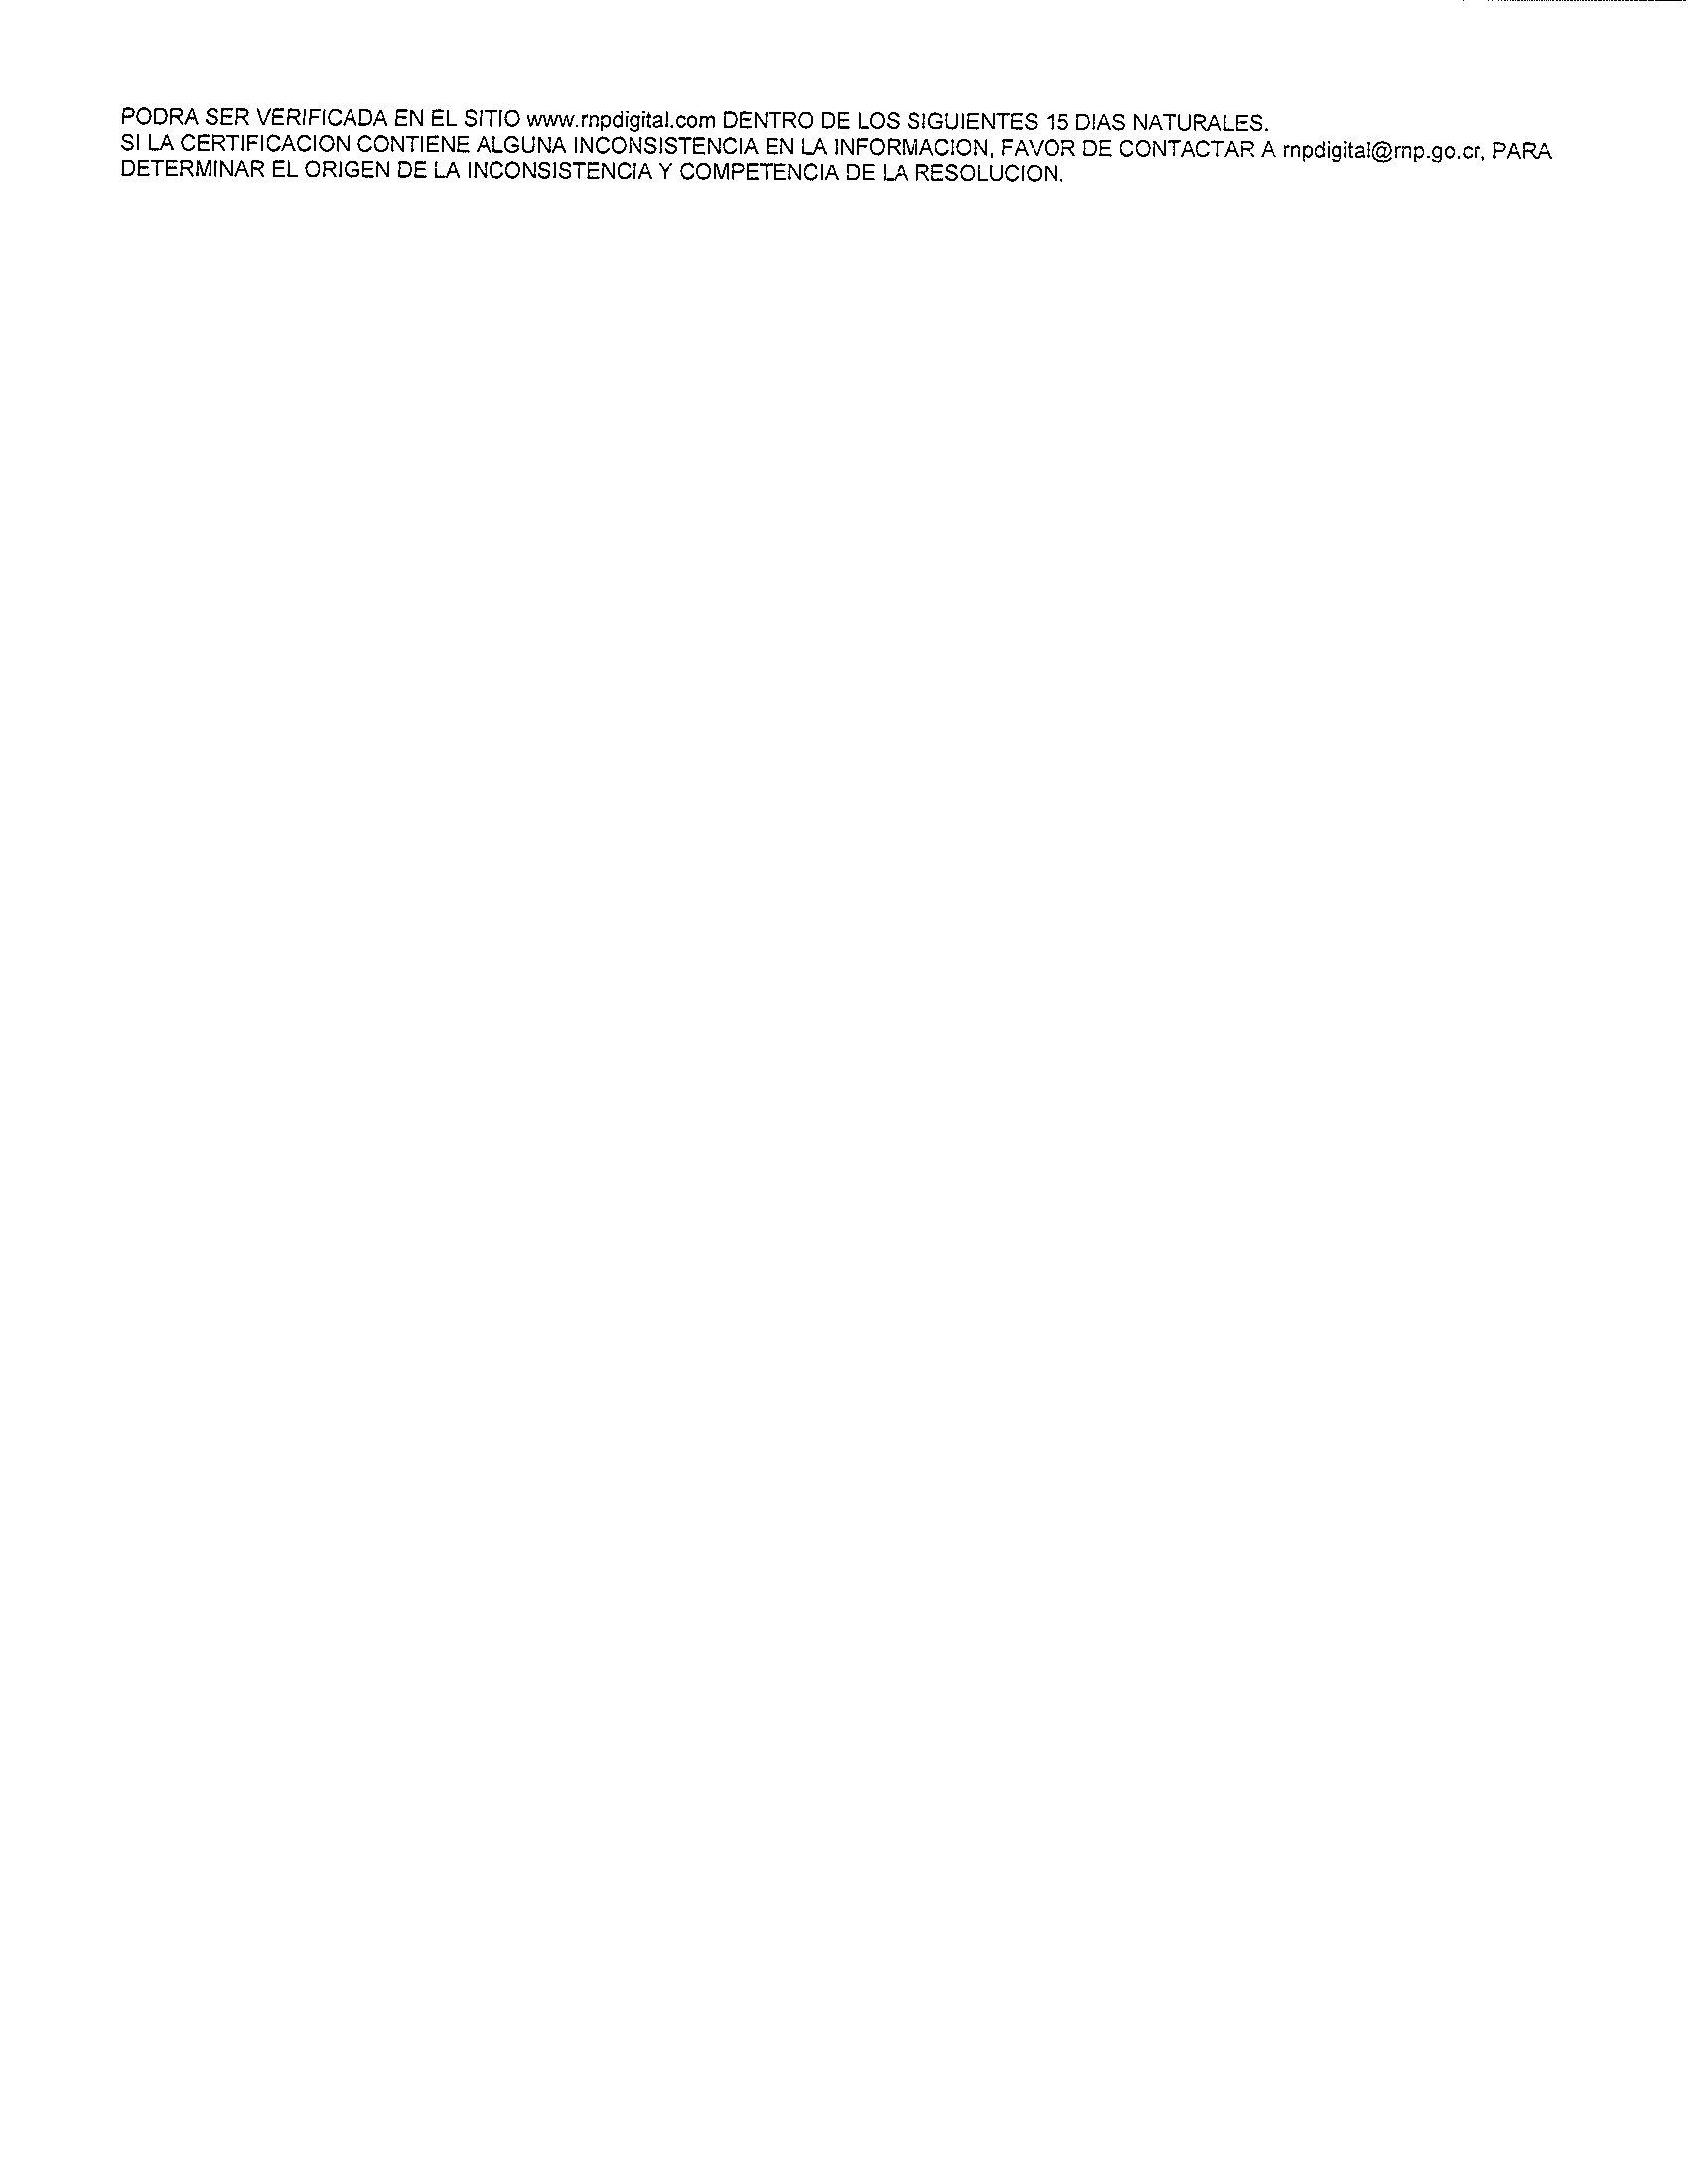 PODRA SER VERIFICADA EN EL SITIO www.rnpdigital.com DENTRO DE LOS SIGUIENTES 15 DIAS NATURALES.
SI LA CERTIFICACION CONTIENE ALGUNA INCONSISTENCIA EN LA INFORMACION, FAVOR DE CONTACTAR A rnpdigital@rnp.go.cr, PARA
DETERMINAR EL ORIGEN DE LA INCONSISTENCIA Y COMPETENCIA DE LA RESOLUCION.